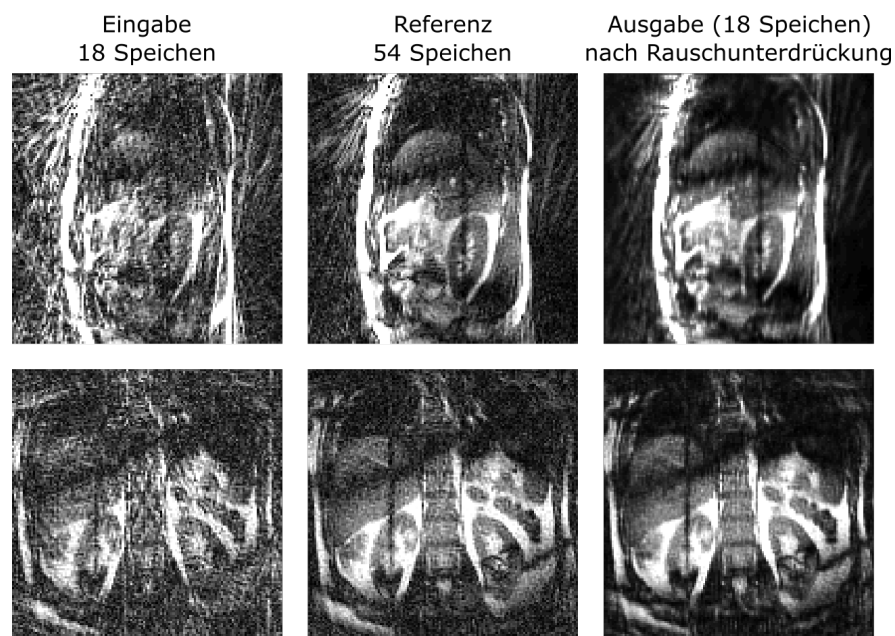 Eingabe
18 Speichen
Referenz
54 Speichen
Ausgabe (18 Speichen)
nach Rauschunterdrückung